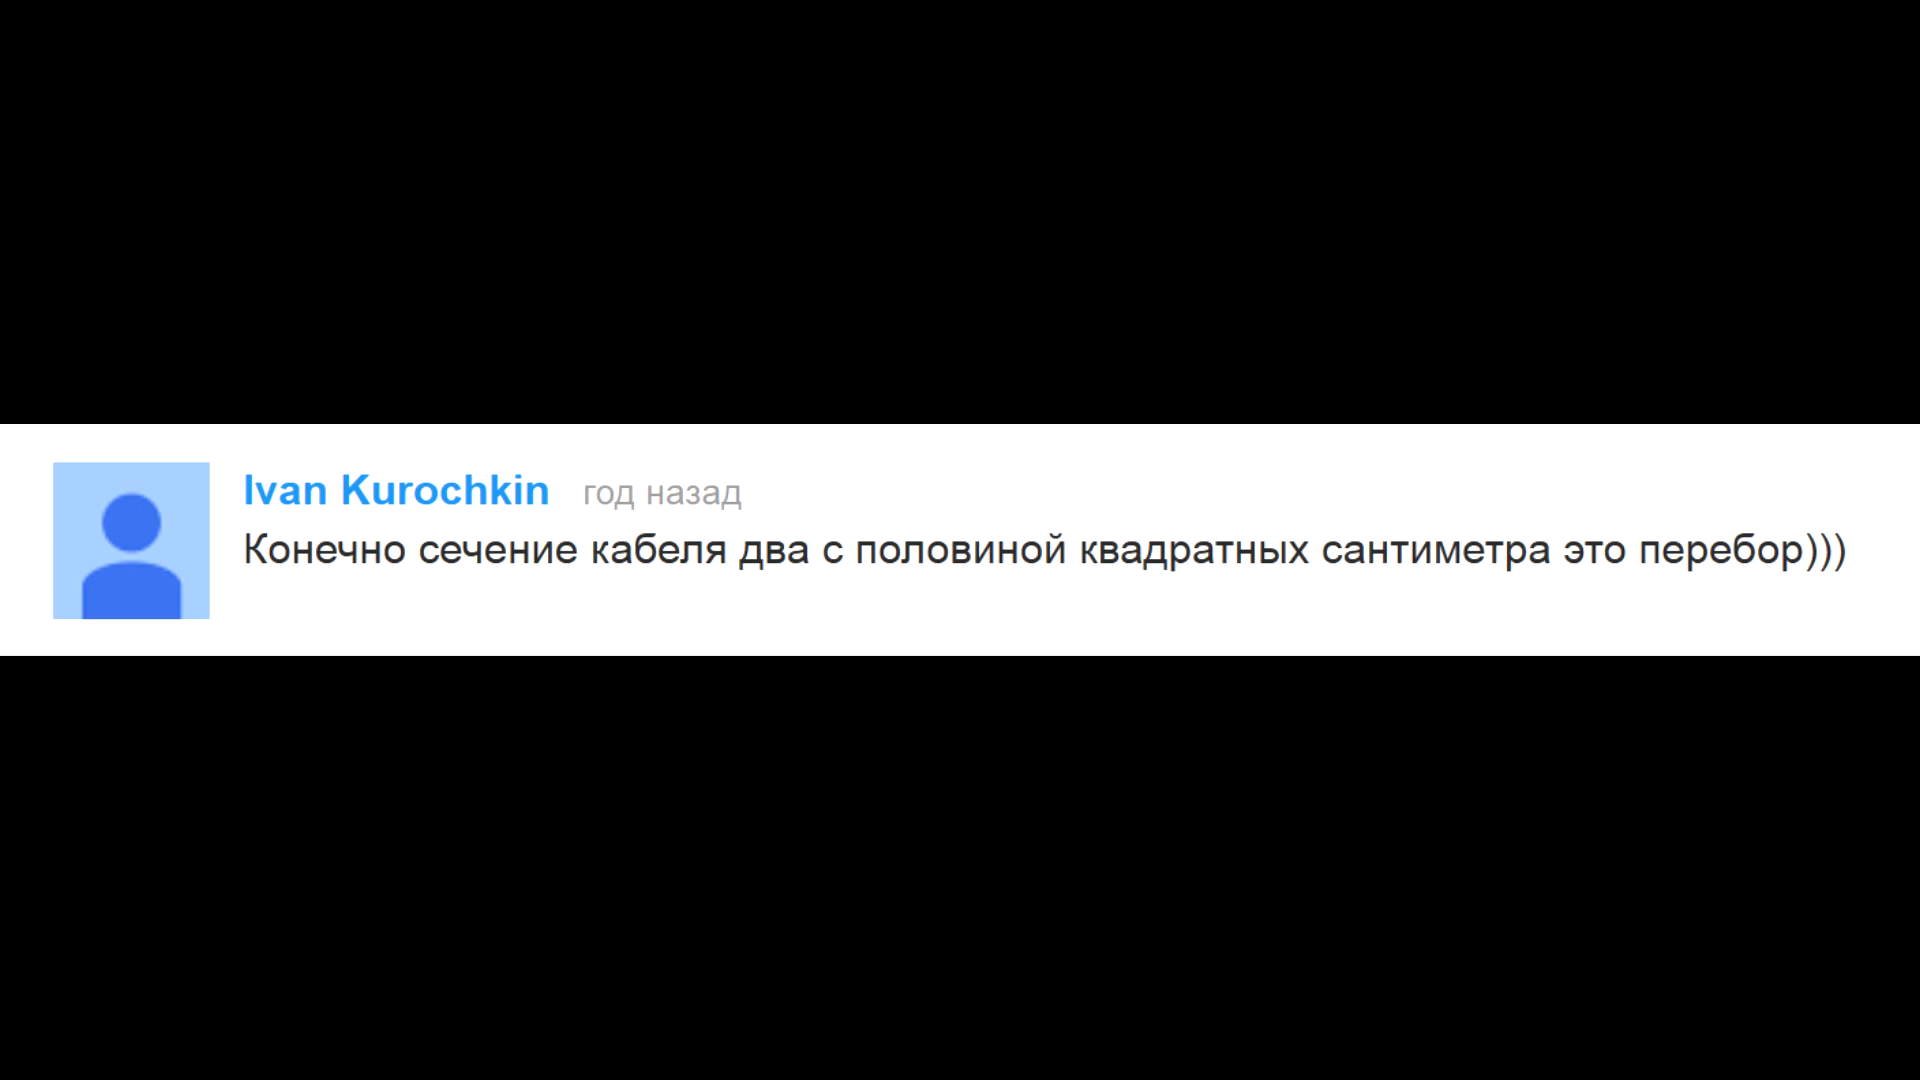 Ivan Kurochkin год назад
Конечно сечение кабеля два с половиной квадратных сантиметра это перебор)))